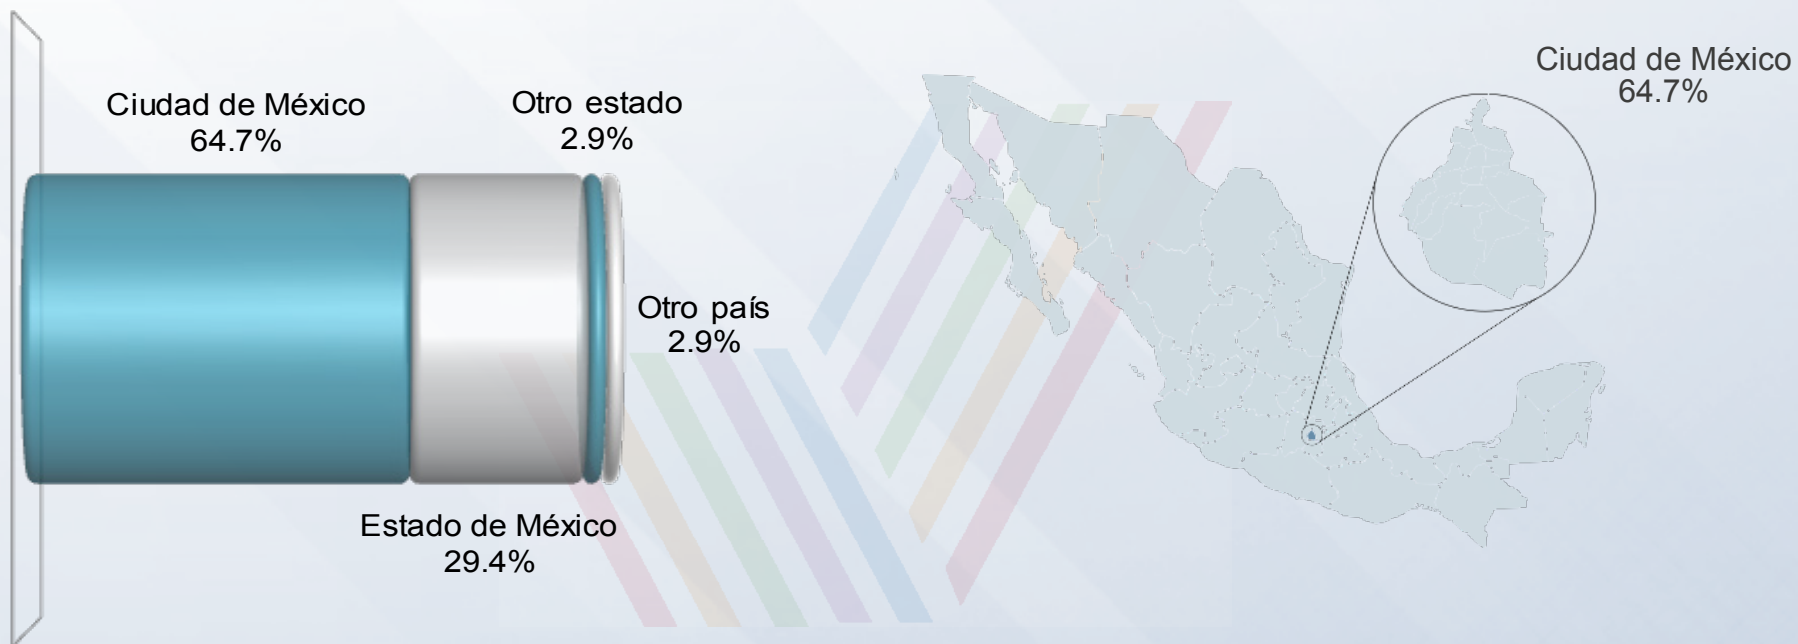 Ciudad de México
64.7%
Otro estado
2.9%
Otro país
2.9%
Estado de México
29.4%
Ciudad de México
64.7%